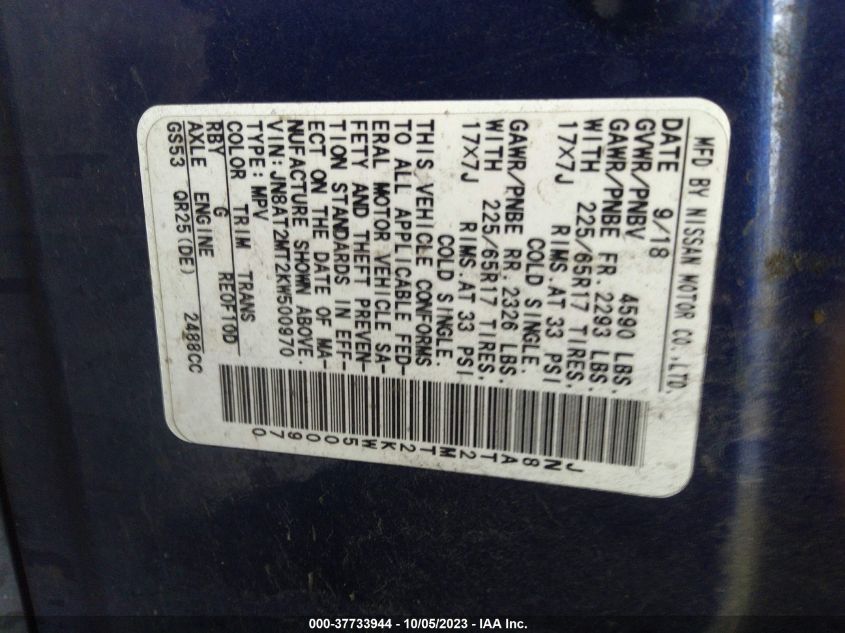 MFD BY NISSAN MOTOR CO.,LTD.
DATE 9/18
GVWR/PNBV 4590 LBS.
GAWR/PNBE FR. 2293 LBS.
WITH 225/65R17 TIRES.
17X7J RIMS.AT 33 PSI
COLD SINGLE.
GAWR/PNBE RR. 2326 LBS.
WITH 225/65R17 TIRES.
17X7J RIMS AT 33 PSI
COLD SINGLE.
THIS VEHICLE CONFORMS
TO ALL APPLICABLE FED-
ERAL MOTOR VEHICLE SA-
FETY AND THEFT PREVEN-
TION STANDARDS IN EFF-
ECT ON THE DATE OF MA-
NUFACTURE SHOWN ABOVE.
VIN:JN8AT2MT2KW500970
TYPE:MPV
COLOR TRIM TRANS
RBY G RE0F10D
AXLE ENGINE
GS53 QR25(DE) 2488CC
JN8AT2MT2KW500970
000-37733944 - 10/05/2023 - IAA Inc.